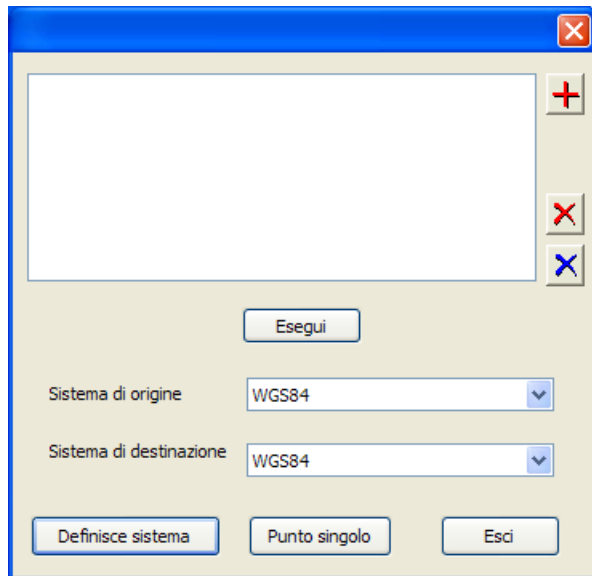 Esegui
Sistema di origine
WGS84
Sistema di destinazione
WGS84
Definisce sistema
Punto singolo
Esci